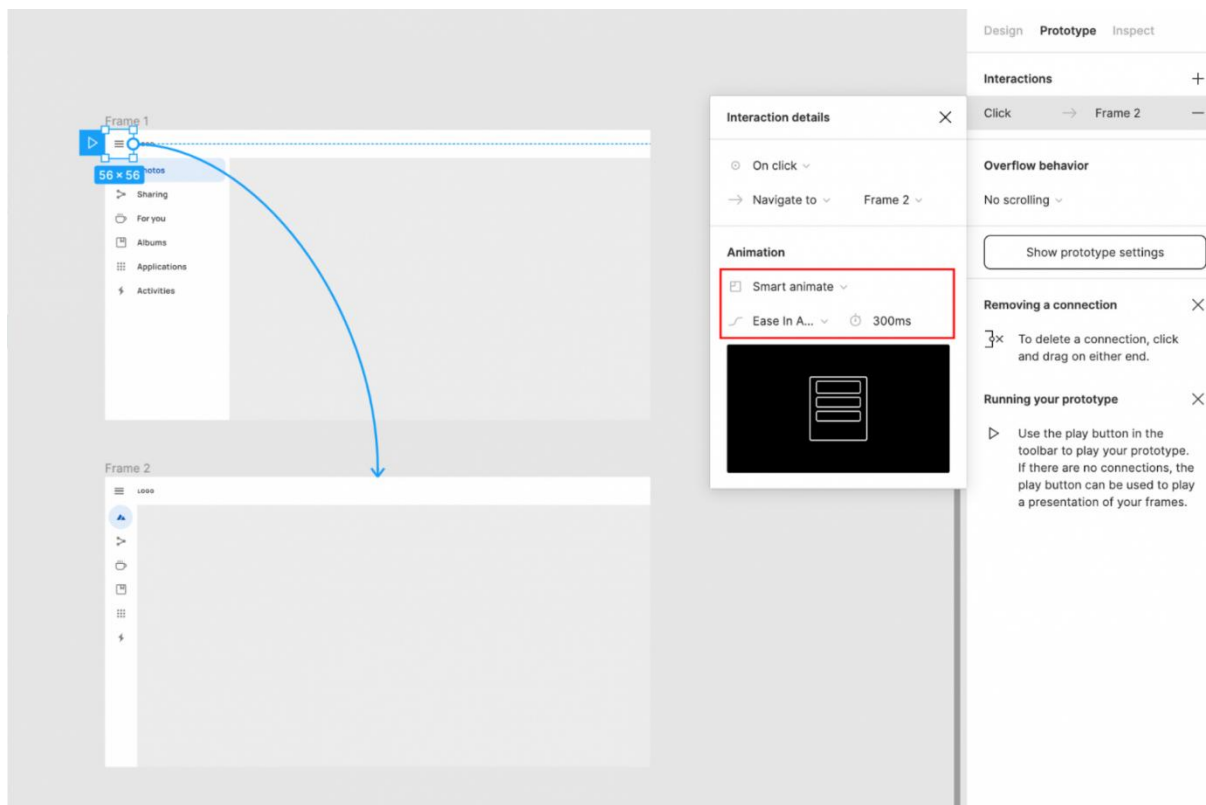 Design Prototype Inspect
Interactions
Click Frame 2
Overflow behavior
No scrolling
Show prototype settings
Removing a connection
To delete a connection, click
and drag on either end.
Running your prototype
Use the play button in the
toolbar to play your prototype.
If there are no connections, the
play button can be used to play
a presentation of your frames.
Interaction details
On click
Navigate to Frame 2
Animation
Smart animate
Ease In A... 300ms
Frame 1
56 × 56
Sharing
For you
Albums
Applications
Activities
Frame 2
LOGO